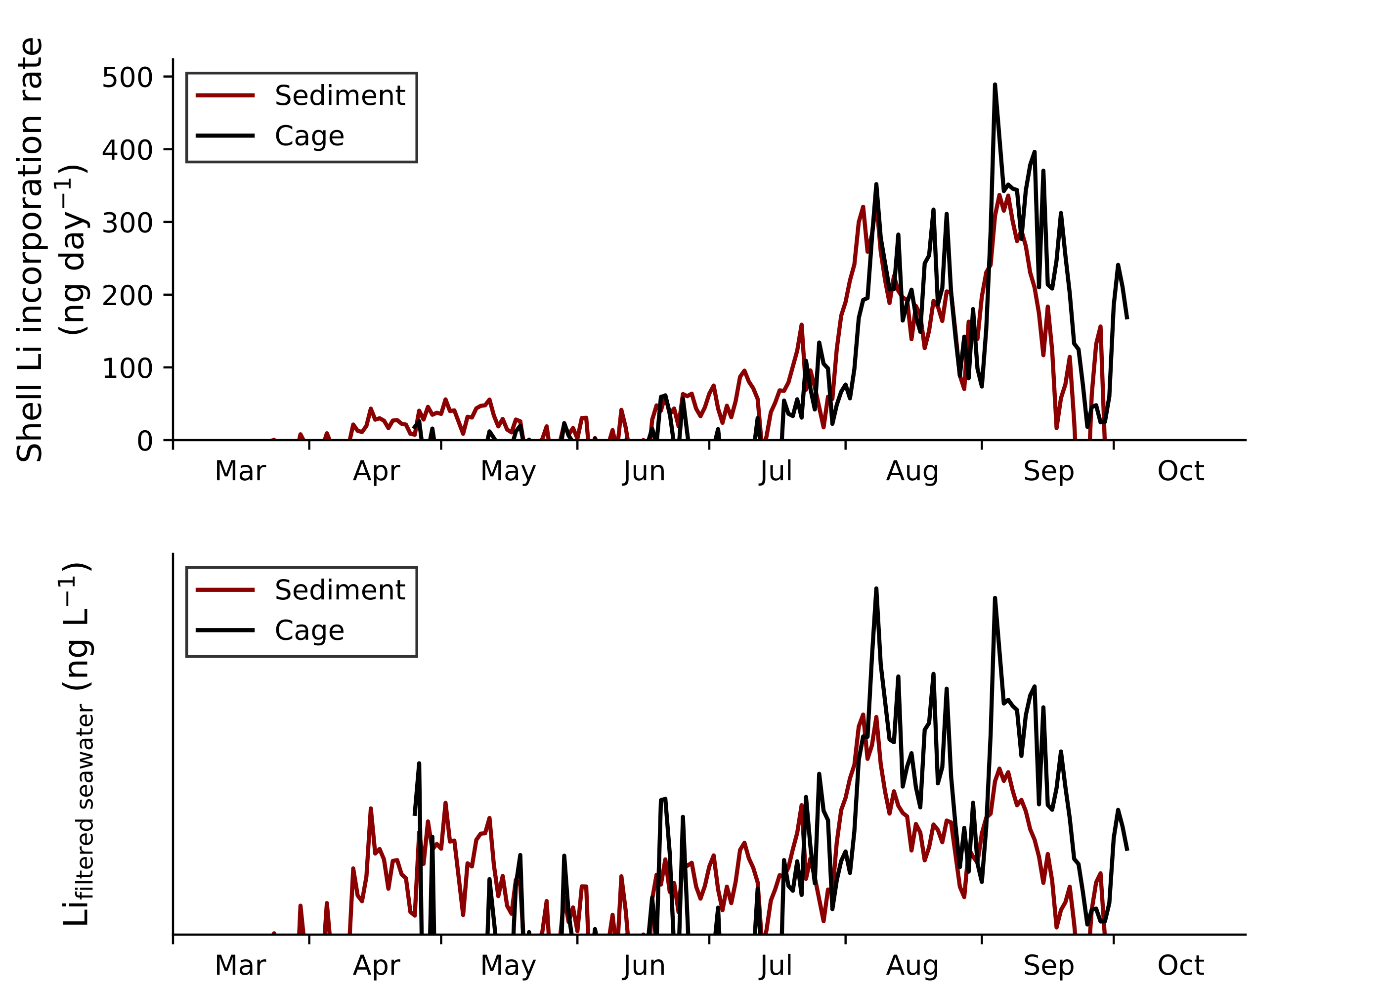 Shell Li incorporation rate
(ng day⁻¹)
500
400
300
200
100
0
Sediment
Cage
Mar Apr May Jun Jul Aug Sep Oct
Li_filtered seawater (ng L⁻¹)
Sediment
Cage
Mar Apr May Jun Jul Aug Sep Oct